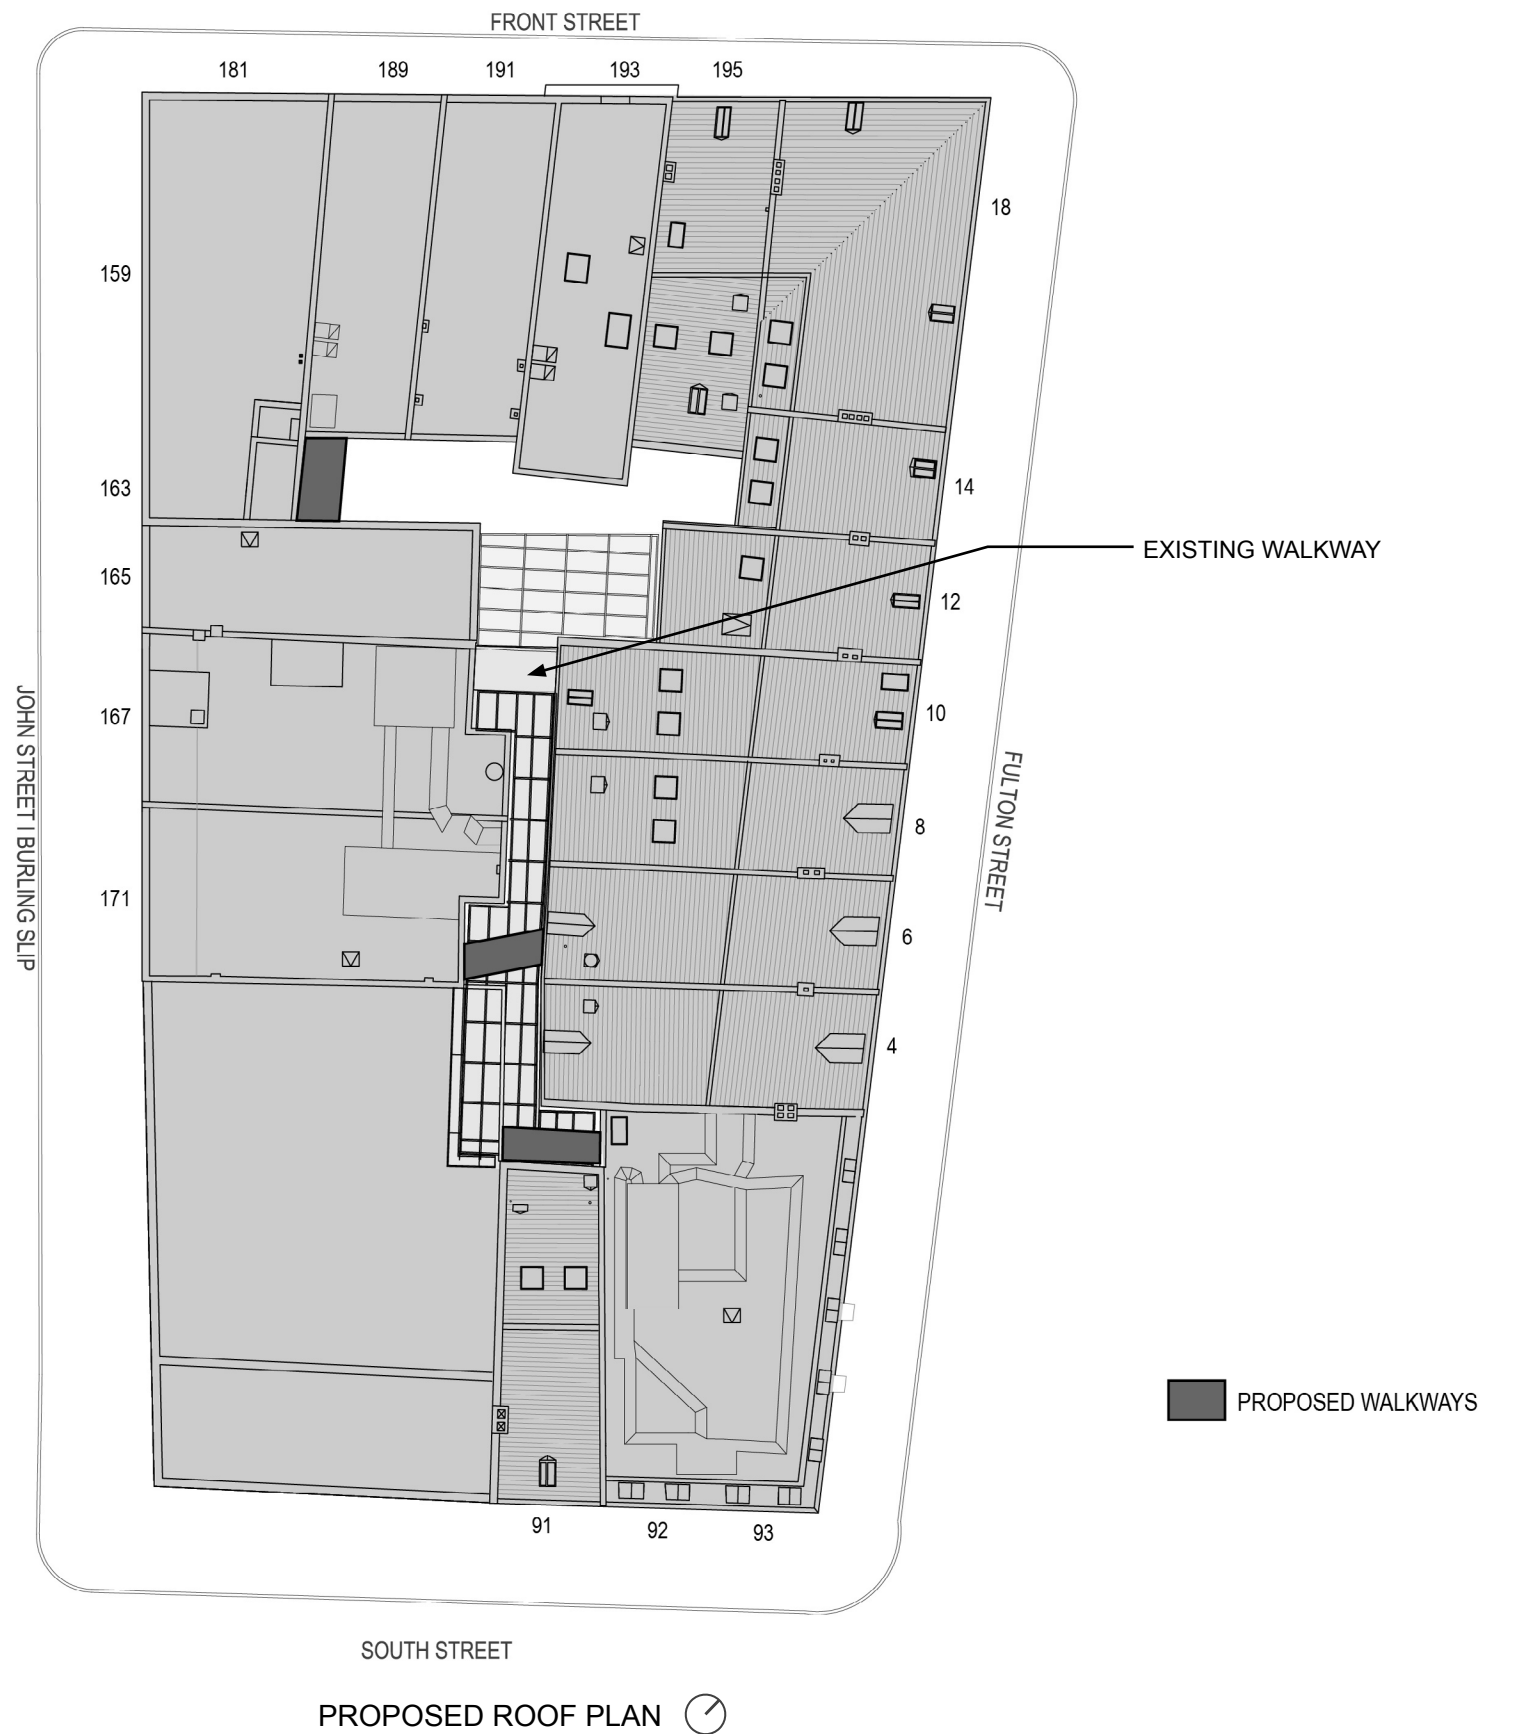 FRONT STREET
181
189
191
193
195
18
159
163
14
EXISTING WALKWAY
165
12
JOHN STREET | BURLING SLIP
167
10
FULTON STREET
8
171
6
4
PROPOSED WALKWAYS
91
92
93
SOUTH STREET
PROPOSED ROOF PLAN